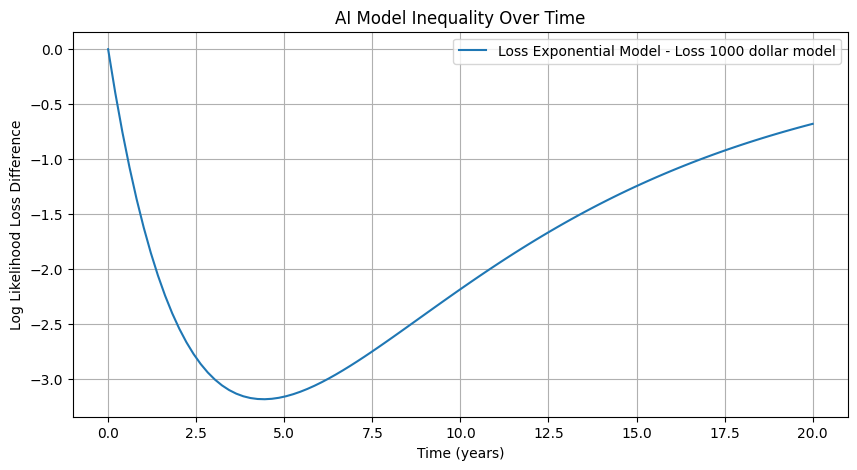 AI Model Inequality Over Time
Loss Exponential Model - Loss 1000 dollar model
Log Likelihood Loss Difference
0.0
−0.5
−1.0
−1.5
−2.0
−2.5
−3.0
0.0 2.5 5.0 7.5 10.0 12.5 15.0 17.5 20.0
Time (years)